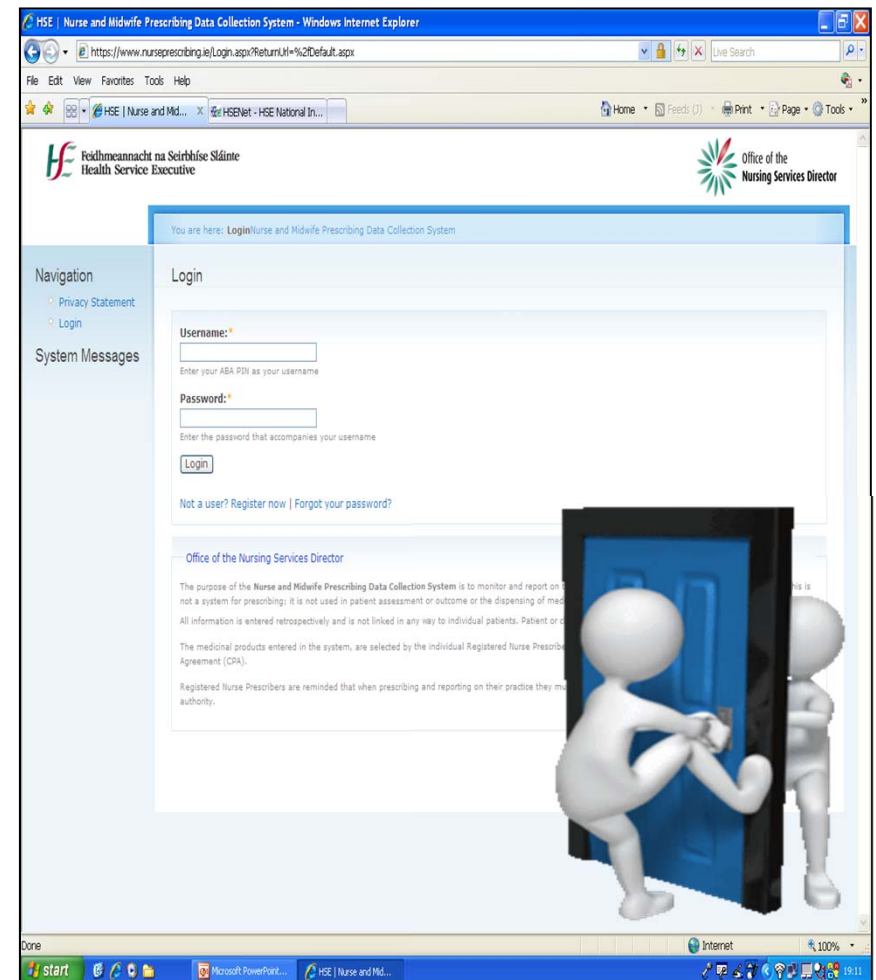 HSE | Nurse and Midwife Prescribing Data Collection System - Windows Internet Explorer
https://www.nurseprescribing.ie/Login.aspx?ReturnUrl=%2fDefault.aspx
Live Search
File Edit View Favorites Tools Help
HSE | Nurse and Mid... X HSENet - HSE National In...
Home Feeds (J) Print Page Tools »
Feidhmeannacht na Seirbhíse Sláinte
Health Service Executive
Office of the
Nursing Services Director
You are here: LoginNurse and Midwife Prescribing Data Collection System
Navigation
Privacy Statement
Login
System Messages
Login
Username:*
Enter your ABA PIN as your username
Password:*
Enter the password that accompanies your username
Login
Not a user? Register now | Forgot your password?
Office of the Nursing Services Director
The purpose of the Nurse and Midwife Prescribing Data Collection System is to monitor and report on his is
not a system for prescribing; it is not used in patient assessment or outcome or the dispensing of med
All information is entered retrospectively and is not linked in any way to individual patients. Patient or
The medicinal products entered in the system, are selected by the individual Registered Nurse Prescribe
Agreement (CPA).
Registered Nurse Prescribers are reminded that when prescribing and reporting on their practice they mu
authority.
Done
Internet
100%
start
Microsoft PowerPoint...
HSE | Nurse and Mid...
19:11